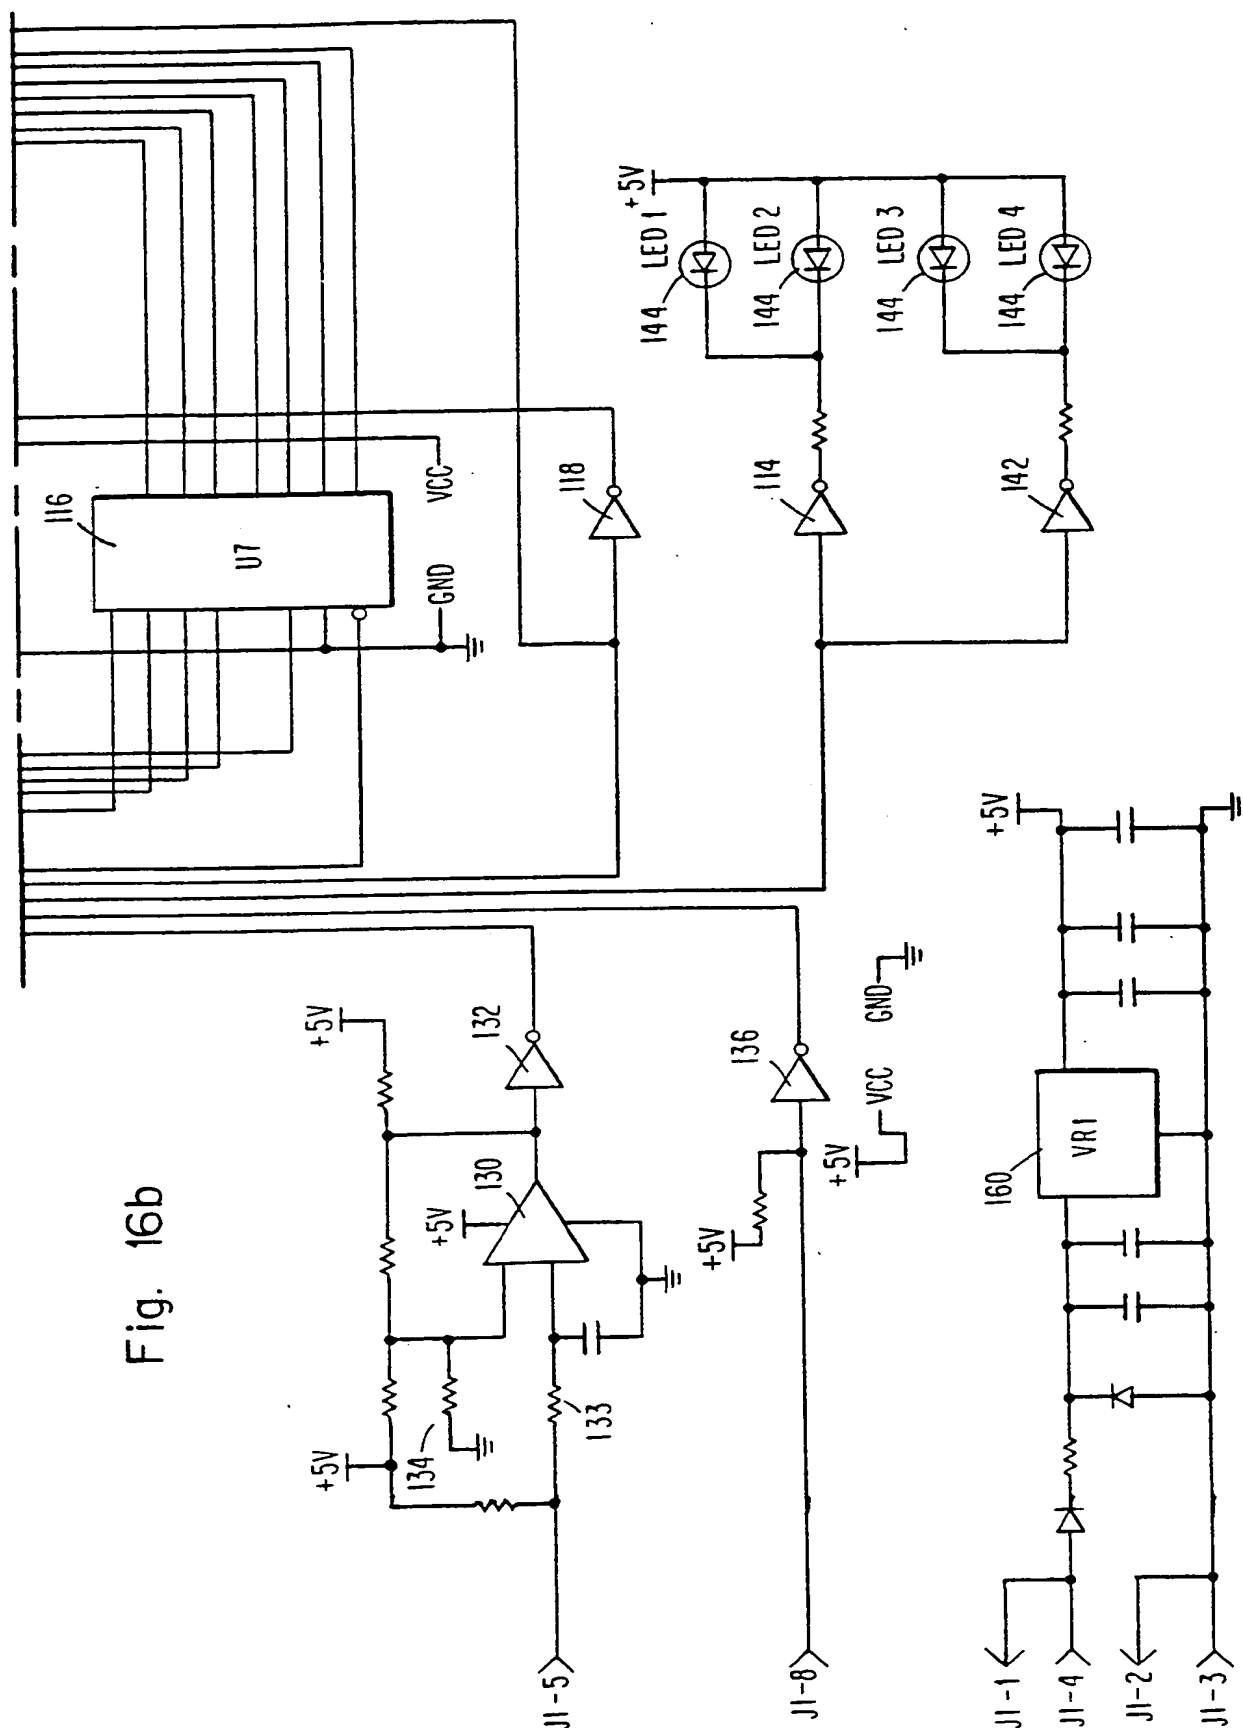 Fig. 16b
116
U7
VCC
GND
118
114
142
+5V
LED 1
144
LED 2
144
LED 3
144
LED 4
144
+5V
132
+5V
130
+5V
134
133
J1-5
136
+5V
J1-8
+5V
VCC
GND
+5V
160
VR1
J1-1
J1-4
J1-2
J1-3